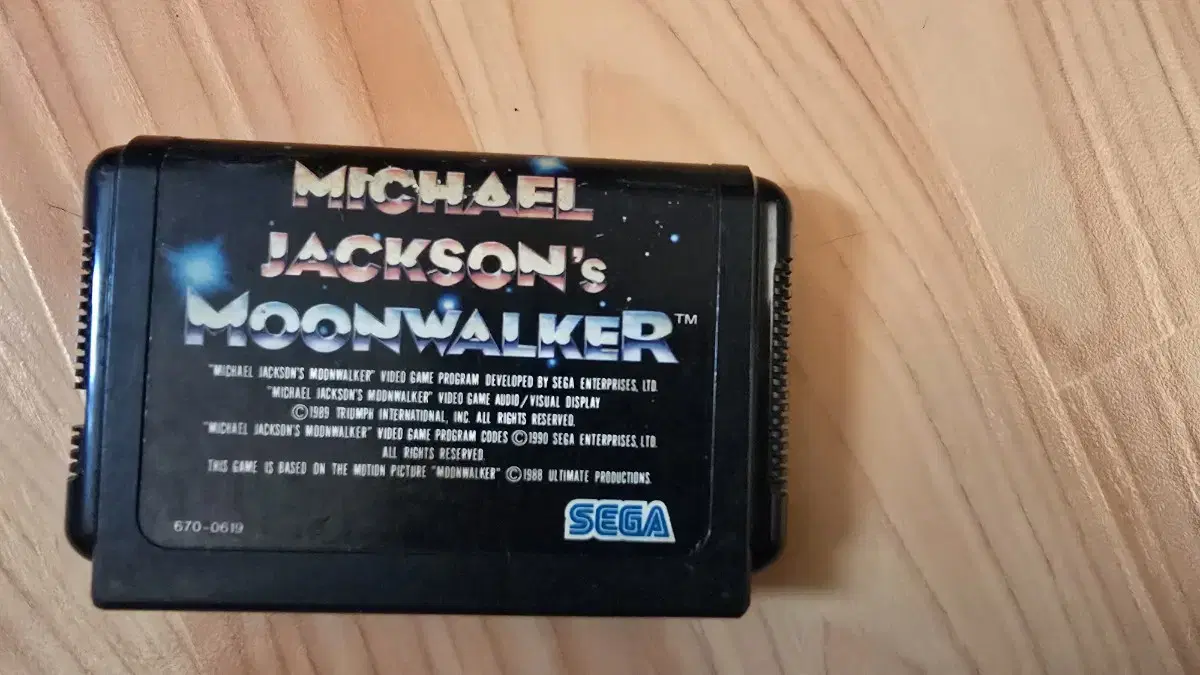 MICHAEL
JACKSON'S
MOONWALKER™
"MICHAEL JACKSON'S MOONWALKER" VIDEO GAME PROGRAM DEVELOPED BY SEGA ENTERPRISES, LTD.
"MICHAEL JACKSON'S MOONWALKER" VIDEO GAME AUDIO/VISUAL DISPLAY
©1989 TRIUMPH INTERNATIONAL, INC. ALL RIGHTS RESERVED.
"MICHAEL JACKSON'S MOONWALKER" VIDEO GAME PROGRAM CODES ©1990 SEGA ENTERPRISES, LTD.
ALL RIGHTS RESERVED.
THIS GAME IS BASED ON THE MOTION PICTURE "MOONWALKER" ©1988 ULTIMATE PRODUCTIONS.
670-0619
SEGA